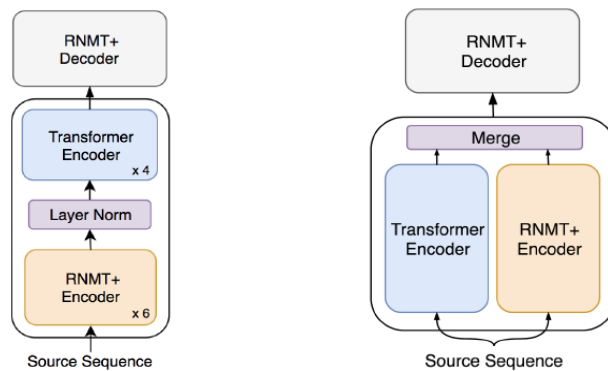 RNMT+
Decoder
Transformer
Encoder
x 4
Layer Norm
RNMT+
Encoder
x 6
Source Sequence
RNMT+
Decoder
Merge
Transformer
Encoder
RNMT+
Encoder
Source Sequence